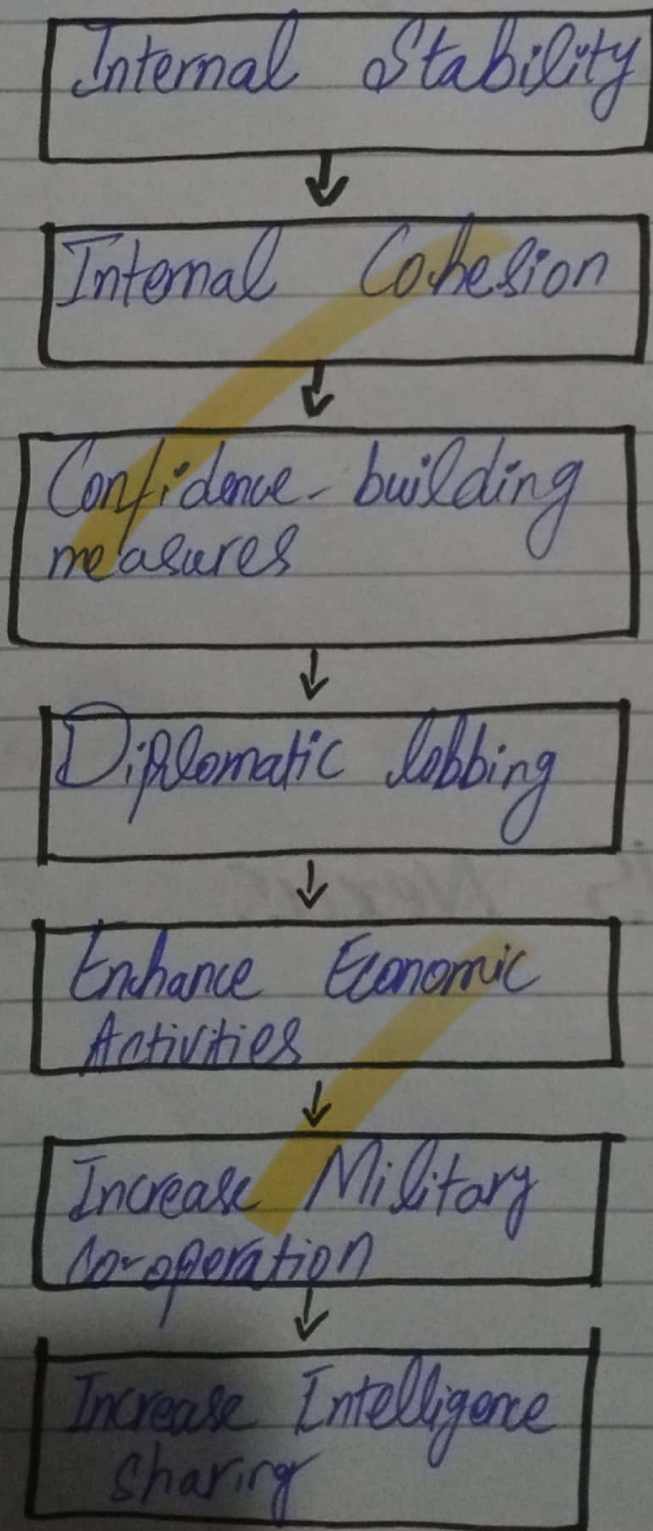 Internal Stability
Internal Cohesion
Confidence-building
measures
Diplomatic lobbing
Enhance Economic
Activities
Increase Military
co-operation
Increase Intelligence
sharing